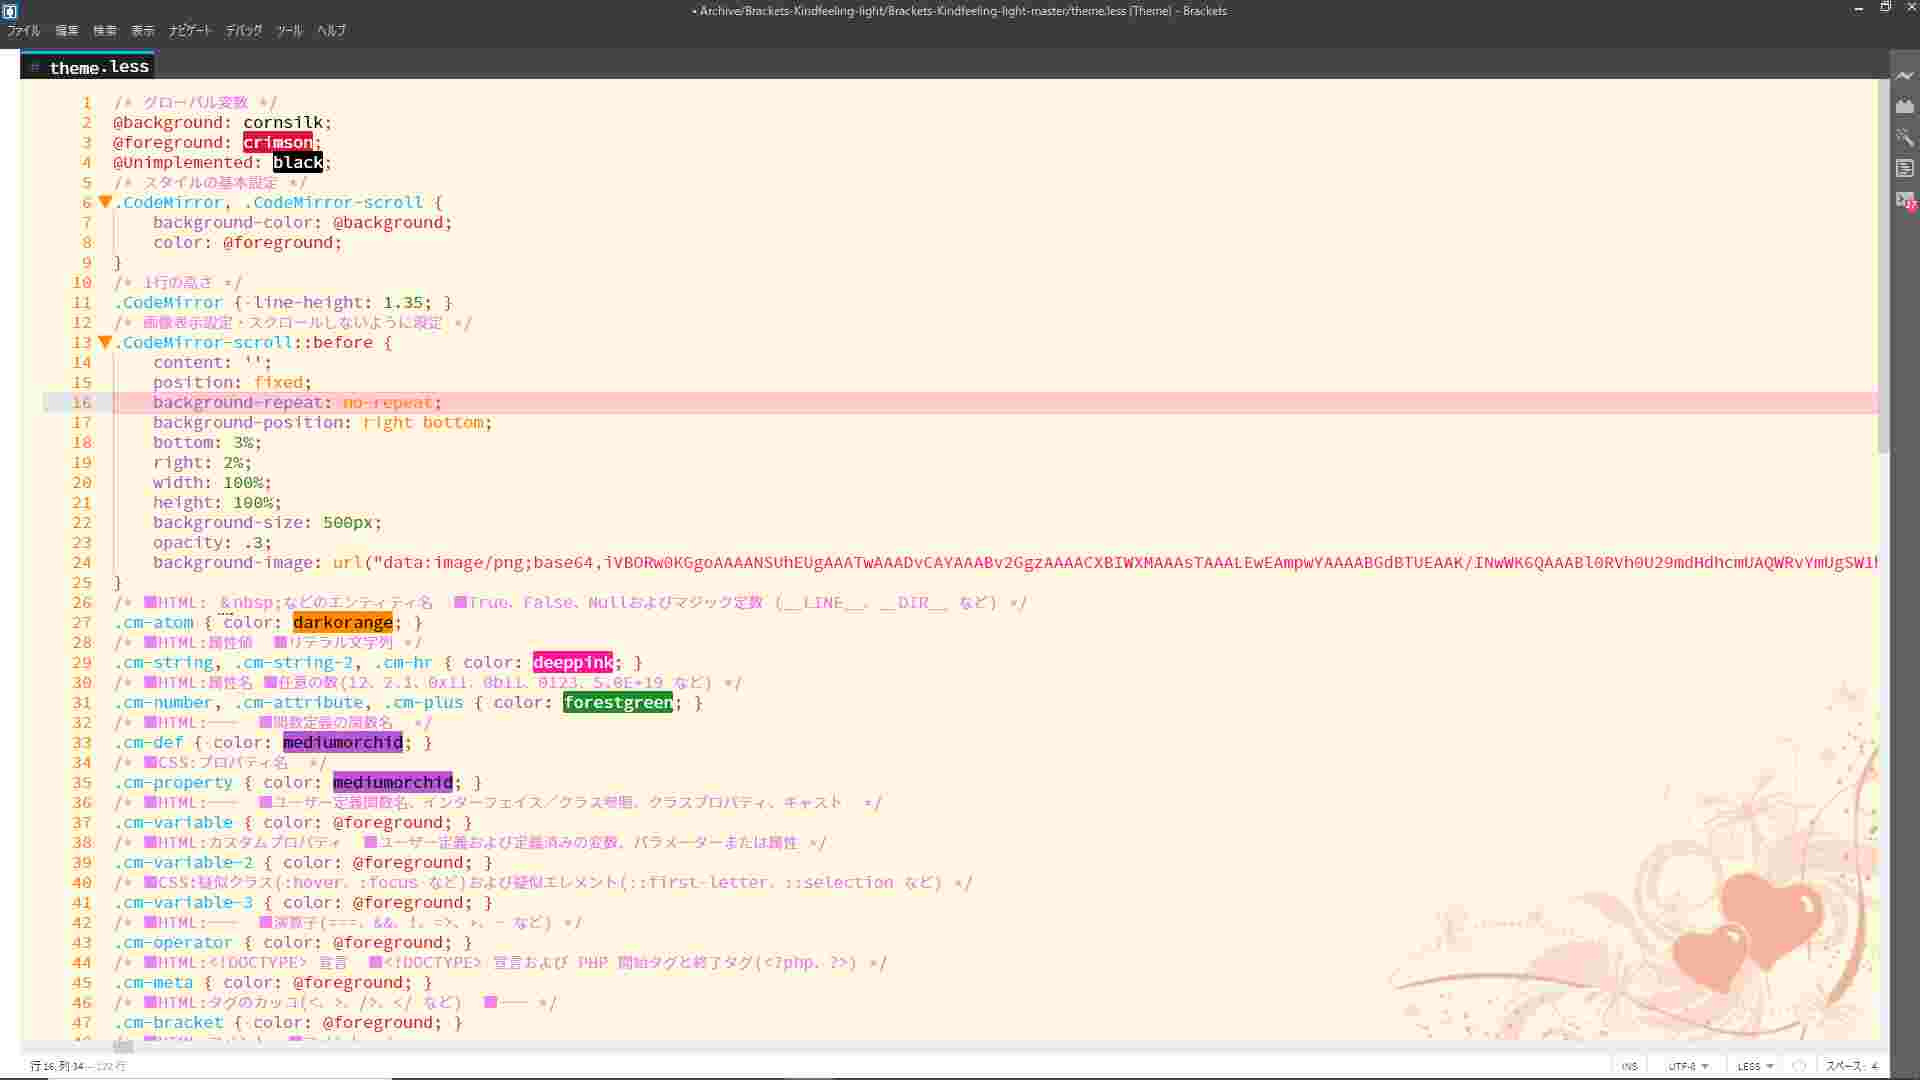 • Archive/Brackets-Kindfeeling-light/Brackets-Kindfeeling-light-master/theme.less (Theme) - Brackets
ファイル 編集 検索 表示 ナビゲート デバッグ ツール ヘルプ
# theme.less
1 /* グローバル変数 */
2 @background: cornsilk;
3 @foreground: crimson;
4 @Unimplemented: black;
5 /* スタイルの基本設定 */
6 .CodeMirror, .CodeMirror-scroll {
7 background-color: @background;
8 color: @foreground;
9 }
10 /* 1行の高さ */
11 .CodeMirror { line-height: 1.35; }
12 /* 画像表示設定・スクロールしないように設定 */
13 .CodeMirror-scroll::before {
14 content: '';
15 position: fixed;
16 background-repeat: no-repeat;
17 background-position: right bottom;
18 bottom: 3%;
19 right: 2%;
20 width: 100%;
21 height: 100%;
22 background-size: 500px;
23 opacity: .3;
24 background-image: url("data:image/png;base64,iVBORw0KGgoAAAANSUhEUgAAATwAAADvCAYAAABv2GgzAAAACXBIWXMAAAsTAAALEwEAmpwYAAAABGdBTUEAAK/INwWK6QAAABl0RVh0U29mdHdhcmUAQWRvYmUgSW1h
25 }
26 /* ■HTML: &nbsp;などのエンティティ名 ■True、False、Nullおよびマジック定数 (__LINE__、__DIR__ など) */
27 .cm-atom { color: darkorange; }
28 /* ■HTML:属性値 ■リテラル文字列 */
29 .cm-string, .cm-string-2, .cm-hr { color: deeppink; }
30 /* ■HTML:属性名 ■任意の数(12、2.1、0x11、0b11、0123、5.0E+19 など) */
31 .cm-number, .cm-attribute, .cm-plus { color: forestgreen; }
32 /* ■HTML:―― ■関数定義の関数名 */
33 .cm-def { color: mediumorchid; }
34 /* ■CSS:プロパティ名 */
35 .cm-property { color: mediumorchid; }
36 /* ■HTML:―― ■ユーザー定義関数名、インターフェイス／クラス参照、クラスプロパティ、キャスト */
37 .cm-variable { color: @foreground; }
38 /* ■HTML:カスタムプロパティ ■ユーザー定義および定義済みの変数、パラメーターまたは属性 */
39 .cm-variable-2 { color: @foreground; }
40 /* ■CSS:疑似クラス(:hover、:focus など)および疑似エレメント(::first-letter、::selection など) */
41 .cm-variable-3 { color: @foreground; }
42 /* ■HTML:―― ■演算子(===、&&、!、=>、+、- など) */
43 .cm-operator { color: @foreground; }
44 /* ■HTML:<!DOCTYPE> 宣言 ■<!DOCTYPE> 宣言および PHP 開始タグと終了タグ(<?php、?>) */
45 .cm-meta { color: @foreground; }
46 /* ■HTML:タグのカッコ(<、>、/>、</ など) ■―― */
47 .cm-bracket { color: @foreground; }
行 16, 列 34 — 122 行 INS UTF-8 LESS スペース: 4